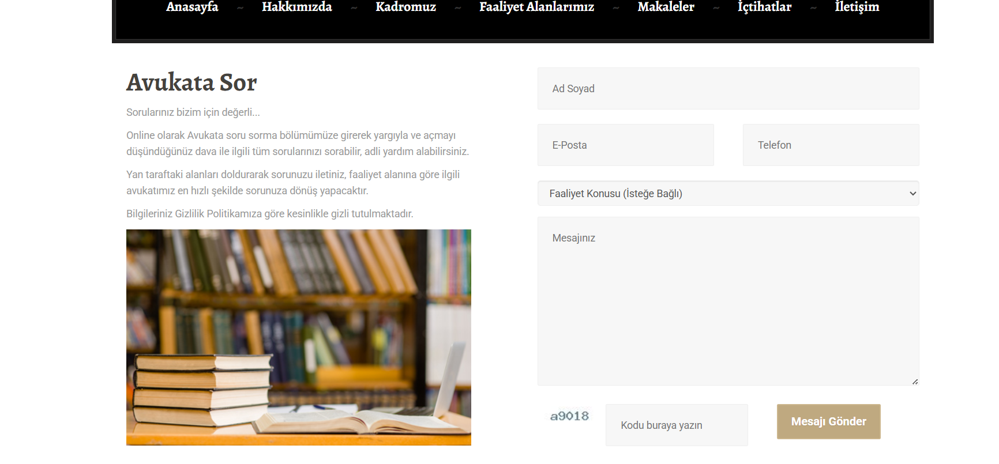 Anasayfa ~ Hakkımızda ~ Kadromuz ~ Faaliyet Alanlarımız ~ Makaleler ~ İçtihatlar ~ İletişim
Avukata Sor
Sorularınız bizim için değerli...
Online olarak Avukata soru sorma bölümümüze girerek yargıyla ve açmayı
düşündüğünüz dava ile ilgili tüm sorularınızı sorabilir, adli yardım alabilirsiniz.
Yan taraftaki alanları doldurarak sorunuzu iletiniz, faaliyet alanına göre ilgili
avukatımız en hızlı şekilde sorunuza dönüş yapacaktır.
Bilgileriniz Gizlilik Politikamıza göre kesinlikle gizli tutulmaktadır.
Ad Soyad
E-Posta
Telefon
Faaliyet Konusu (İsteğe Bağlı)
Mesajınız
a9018
Kodu buraya yazın
Mesajı Gönder